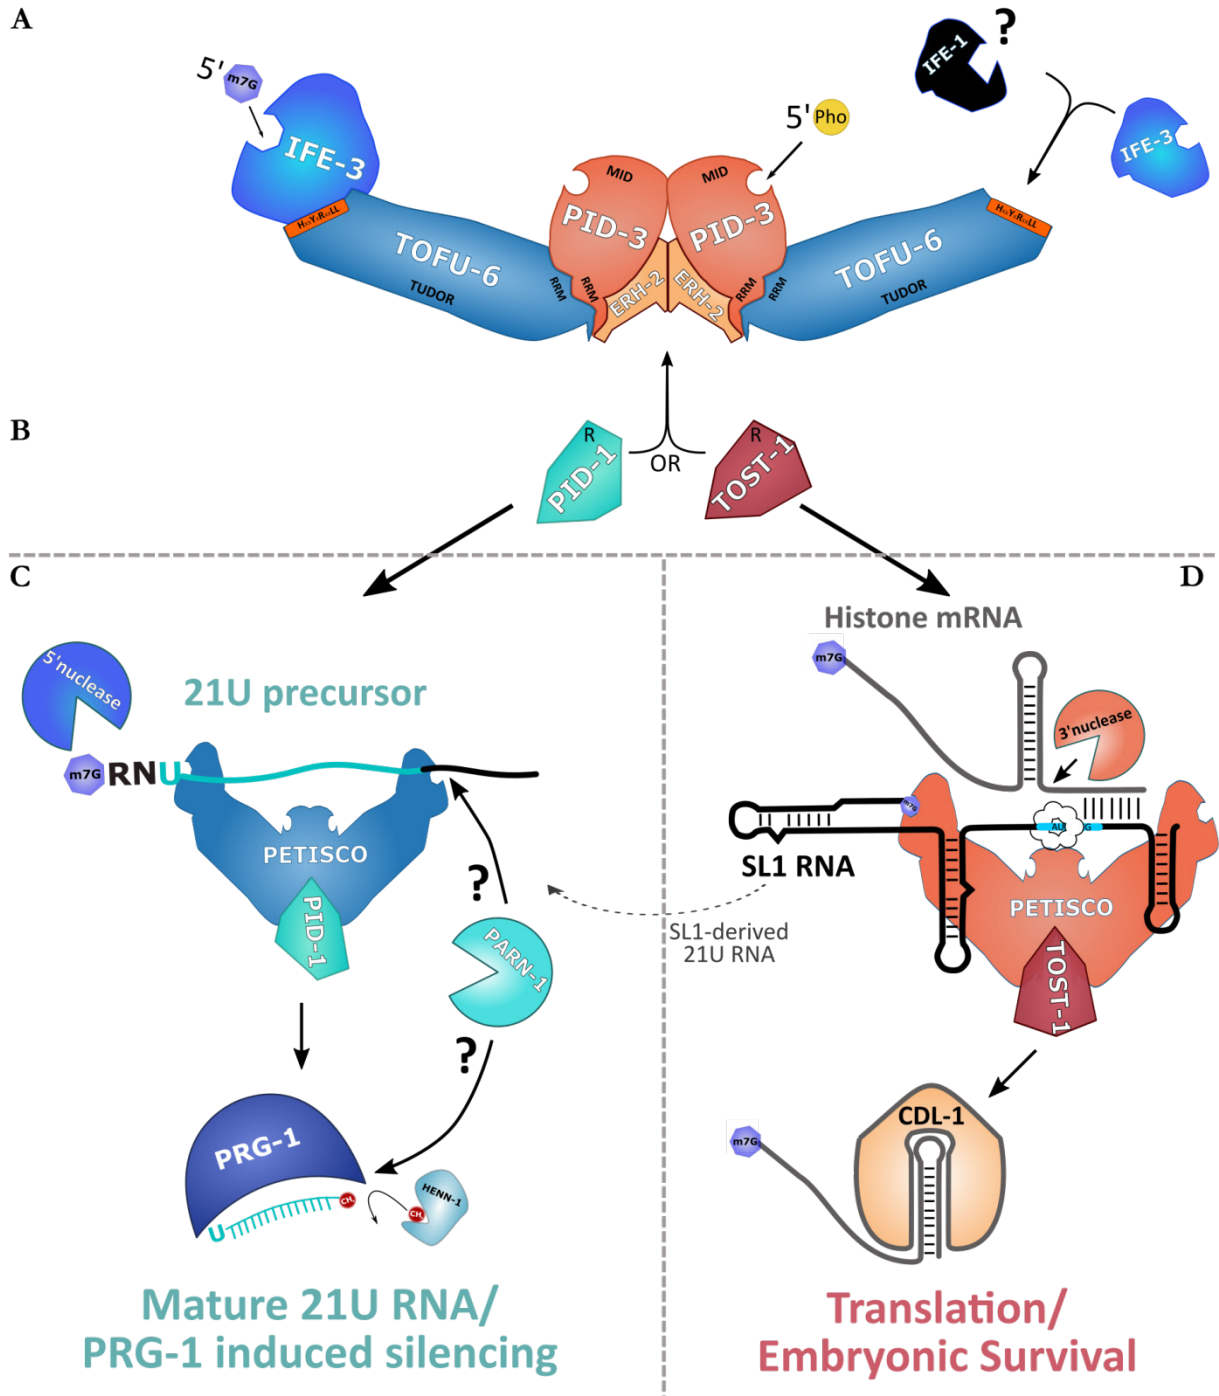 A
5'
m7G
IFE-3
5'
Pho
IFE-1
?
IFE-3
MID
MID
PID-3
PID-3
TOFU-6
TUDOR
RRM
RRM
ERH-2
ERH-2
RRM
RRM
TOFU-6
TUDOR
B
R
PID-1
OR
R
TOST-1
C
D
5'nuclease
21U precursor
m7G
RNU
PETISCO
PID-1
?
PARN-1
?
PRG-1
U
CH₃
CH₃
HENN-1
Mature 21U RNA/
PRG-1 induced silencing
Histone mRNA
m7G
3'nuclease
m7G
SL1 RNA
AU
G
PETISCO
TOST-1
SL1-derived
21U RNA
CDL-1
m7G
Translation/
Embryonic Survival